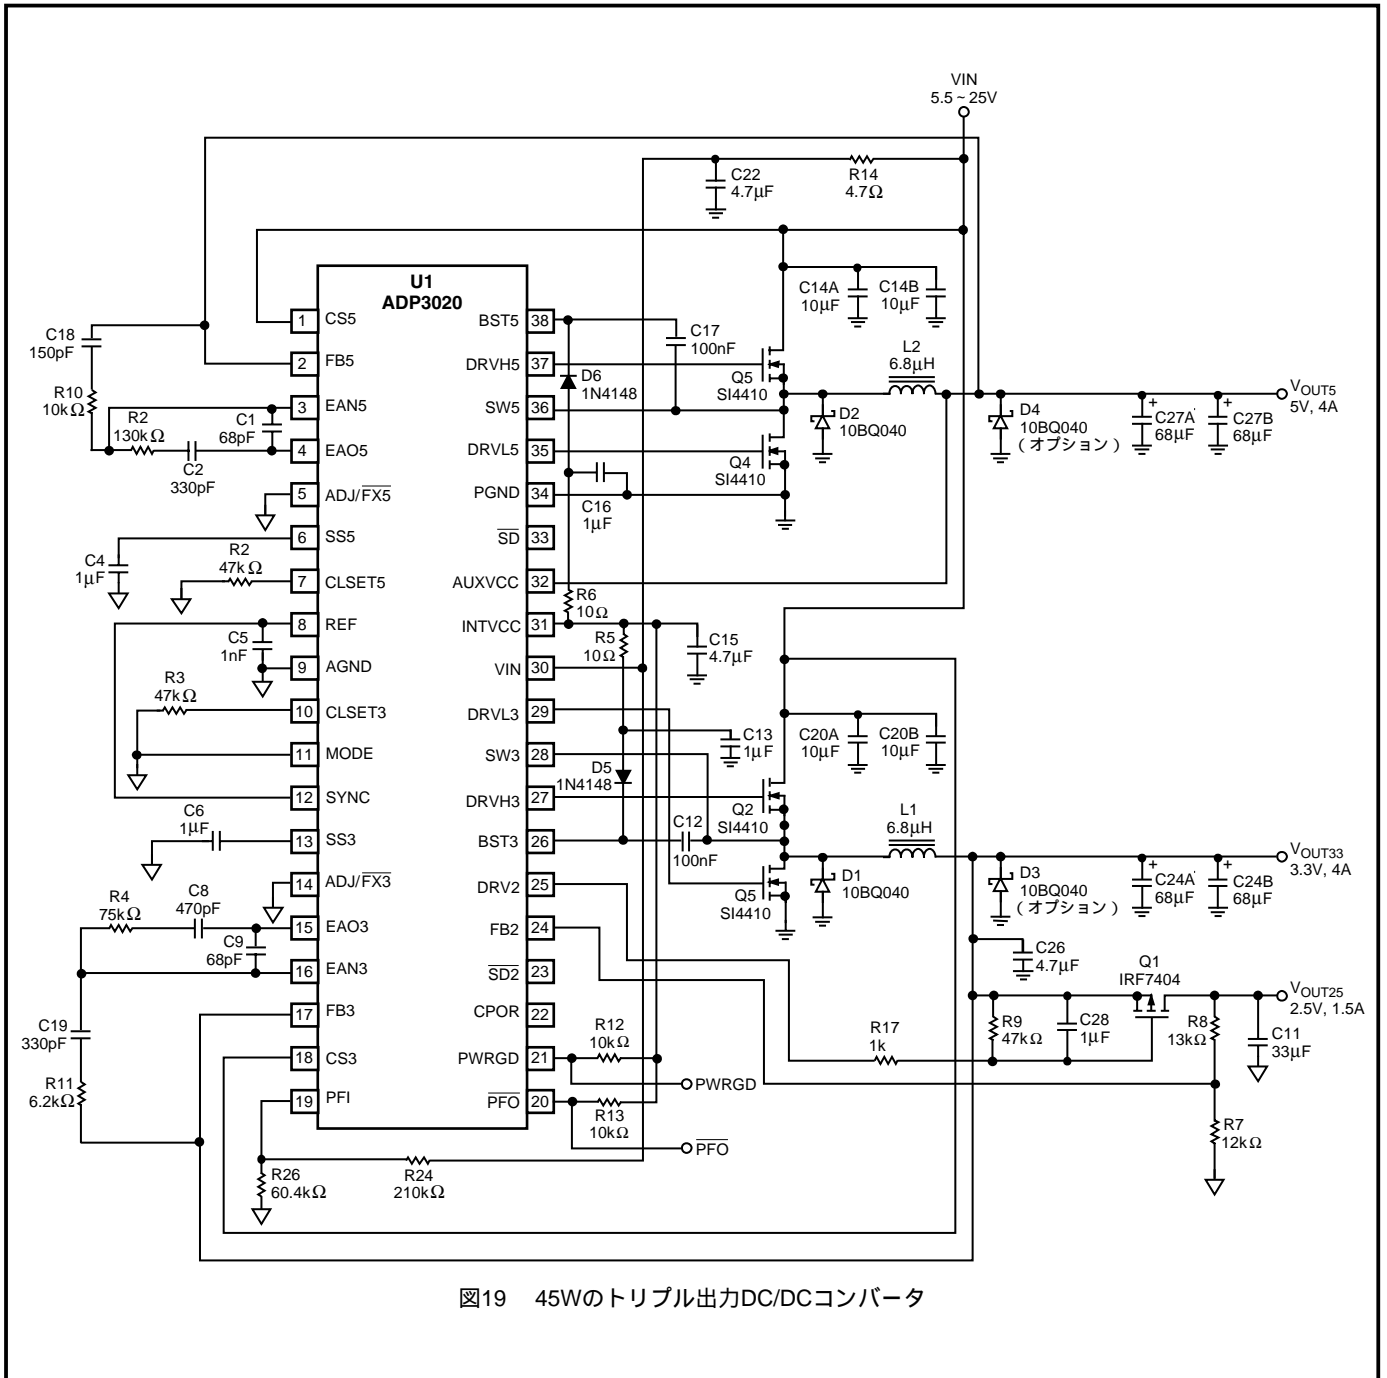 VIN
5.5 ~ 25V
C22
4.7μF
R14
4.7Ω
U1
ADP3020
C14A
10μF
C14B
10μF
C18
150pF
1
CS5
BST5
38
C17
100nF
2
FB5
DRVH5
37
D6
1N4148
Q5
SI4410
L2
6.8μH
R10
10kΩ
3
EAN5
SW5
36
D2
10BQ040
D4
10BQ040
(オプション)
C27A
68μF
C27B
68μF
VOUT5
5V, 4A
R2
130kΩ
C1
68pF
C2
330pF
4
EAO5
DRVL5
35
Q4
SI4410
5
ADJ/FX5
PGND
34
C16
1μF
6
SS5
SD
33
C4
1μF
R2
47kΩ
7
CLSET5
AUXVCC
32
R6
10Ω
8
REF
INTVCC
31
C5
1nF
R5
10Ω
C15
4.7μF
9
AGND
VIN
30
R3
47kΩ
10
CLSET3
DRVL3
29
C13
1μF
C20A
10μF
C20B
10μF
11
MODE
SW3
28
D5
1N4148
12
SYNC
DRVH3
27
Q2
SI4410
L1
6.8μH
C6
1μF
13
SS3
BST3
26
C12
100nF
14
ADJ/FX3
DRV2
25
Q5
SI4410
D1
10BQ040
D3
10BQ040
(オプション)
C24A
68μF
C24B
68μF
VOUT33
3.3V, 4A
R4
75kΩ
C8
470pF
15
EAO3
FB2
24
C9
68pF
16
EAN3
SD2
23
C26
4.7μF
Q1
IRF7404
VOUT25
2.5V, 1.5A
C19
330pF
17
FB3
CPOR
22
R12
10kΩ
R17
1k
R9
47kΩ
C28
1μF
R8
13kΩ
C11
33μF
18
CS3
PWRGD
21
PWRGD
R11
6.2kΩ
19
PFI
PFO
20
R13
10kΩ
PFO
R7
12kΩ
R26
60.4kΩ
R24
210kΩ
図19 45Wのトリプル出力DC/DCコンバータ